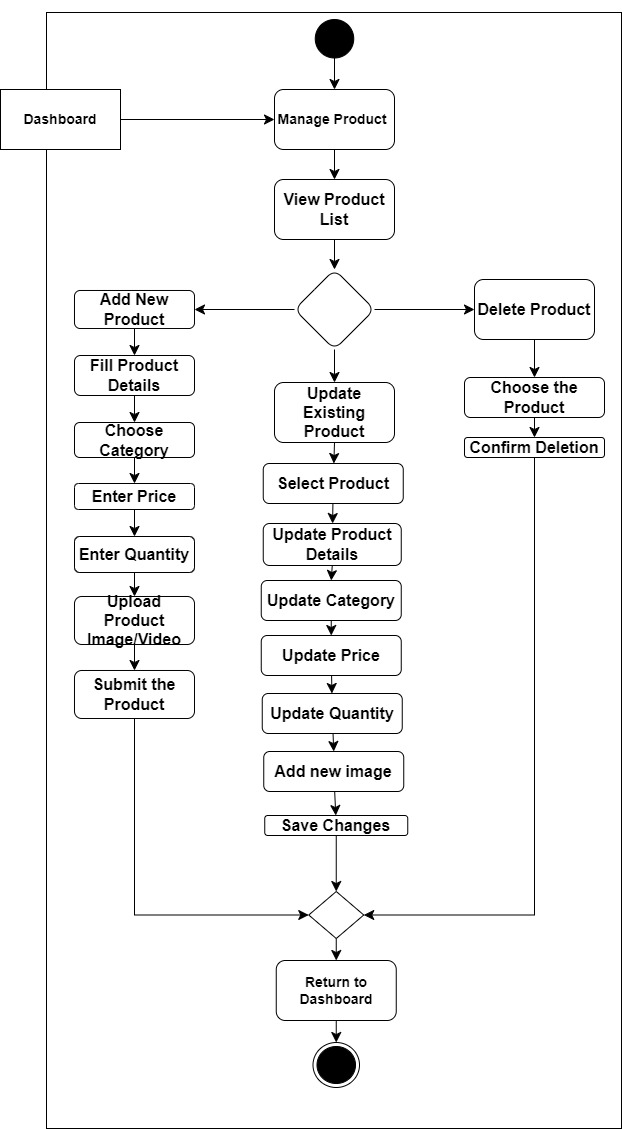 Dashboard
Manage Product
View Product
List
Add New
Product
Fill Product
Details
Choose
Category
Enter Price
Enter Quantity
Upload
Product
Image/Video
Submit the
Product
Update
Existing
Product
Select Product
Update Product
Details
Update Category
Update Price
Update Quantity
Add new image
Save Changes
Delete Product
Choose the
Product
Confirm Deletion
Return to
Dashboard